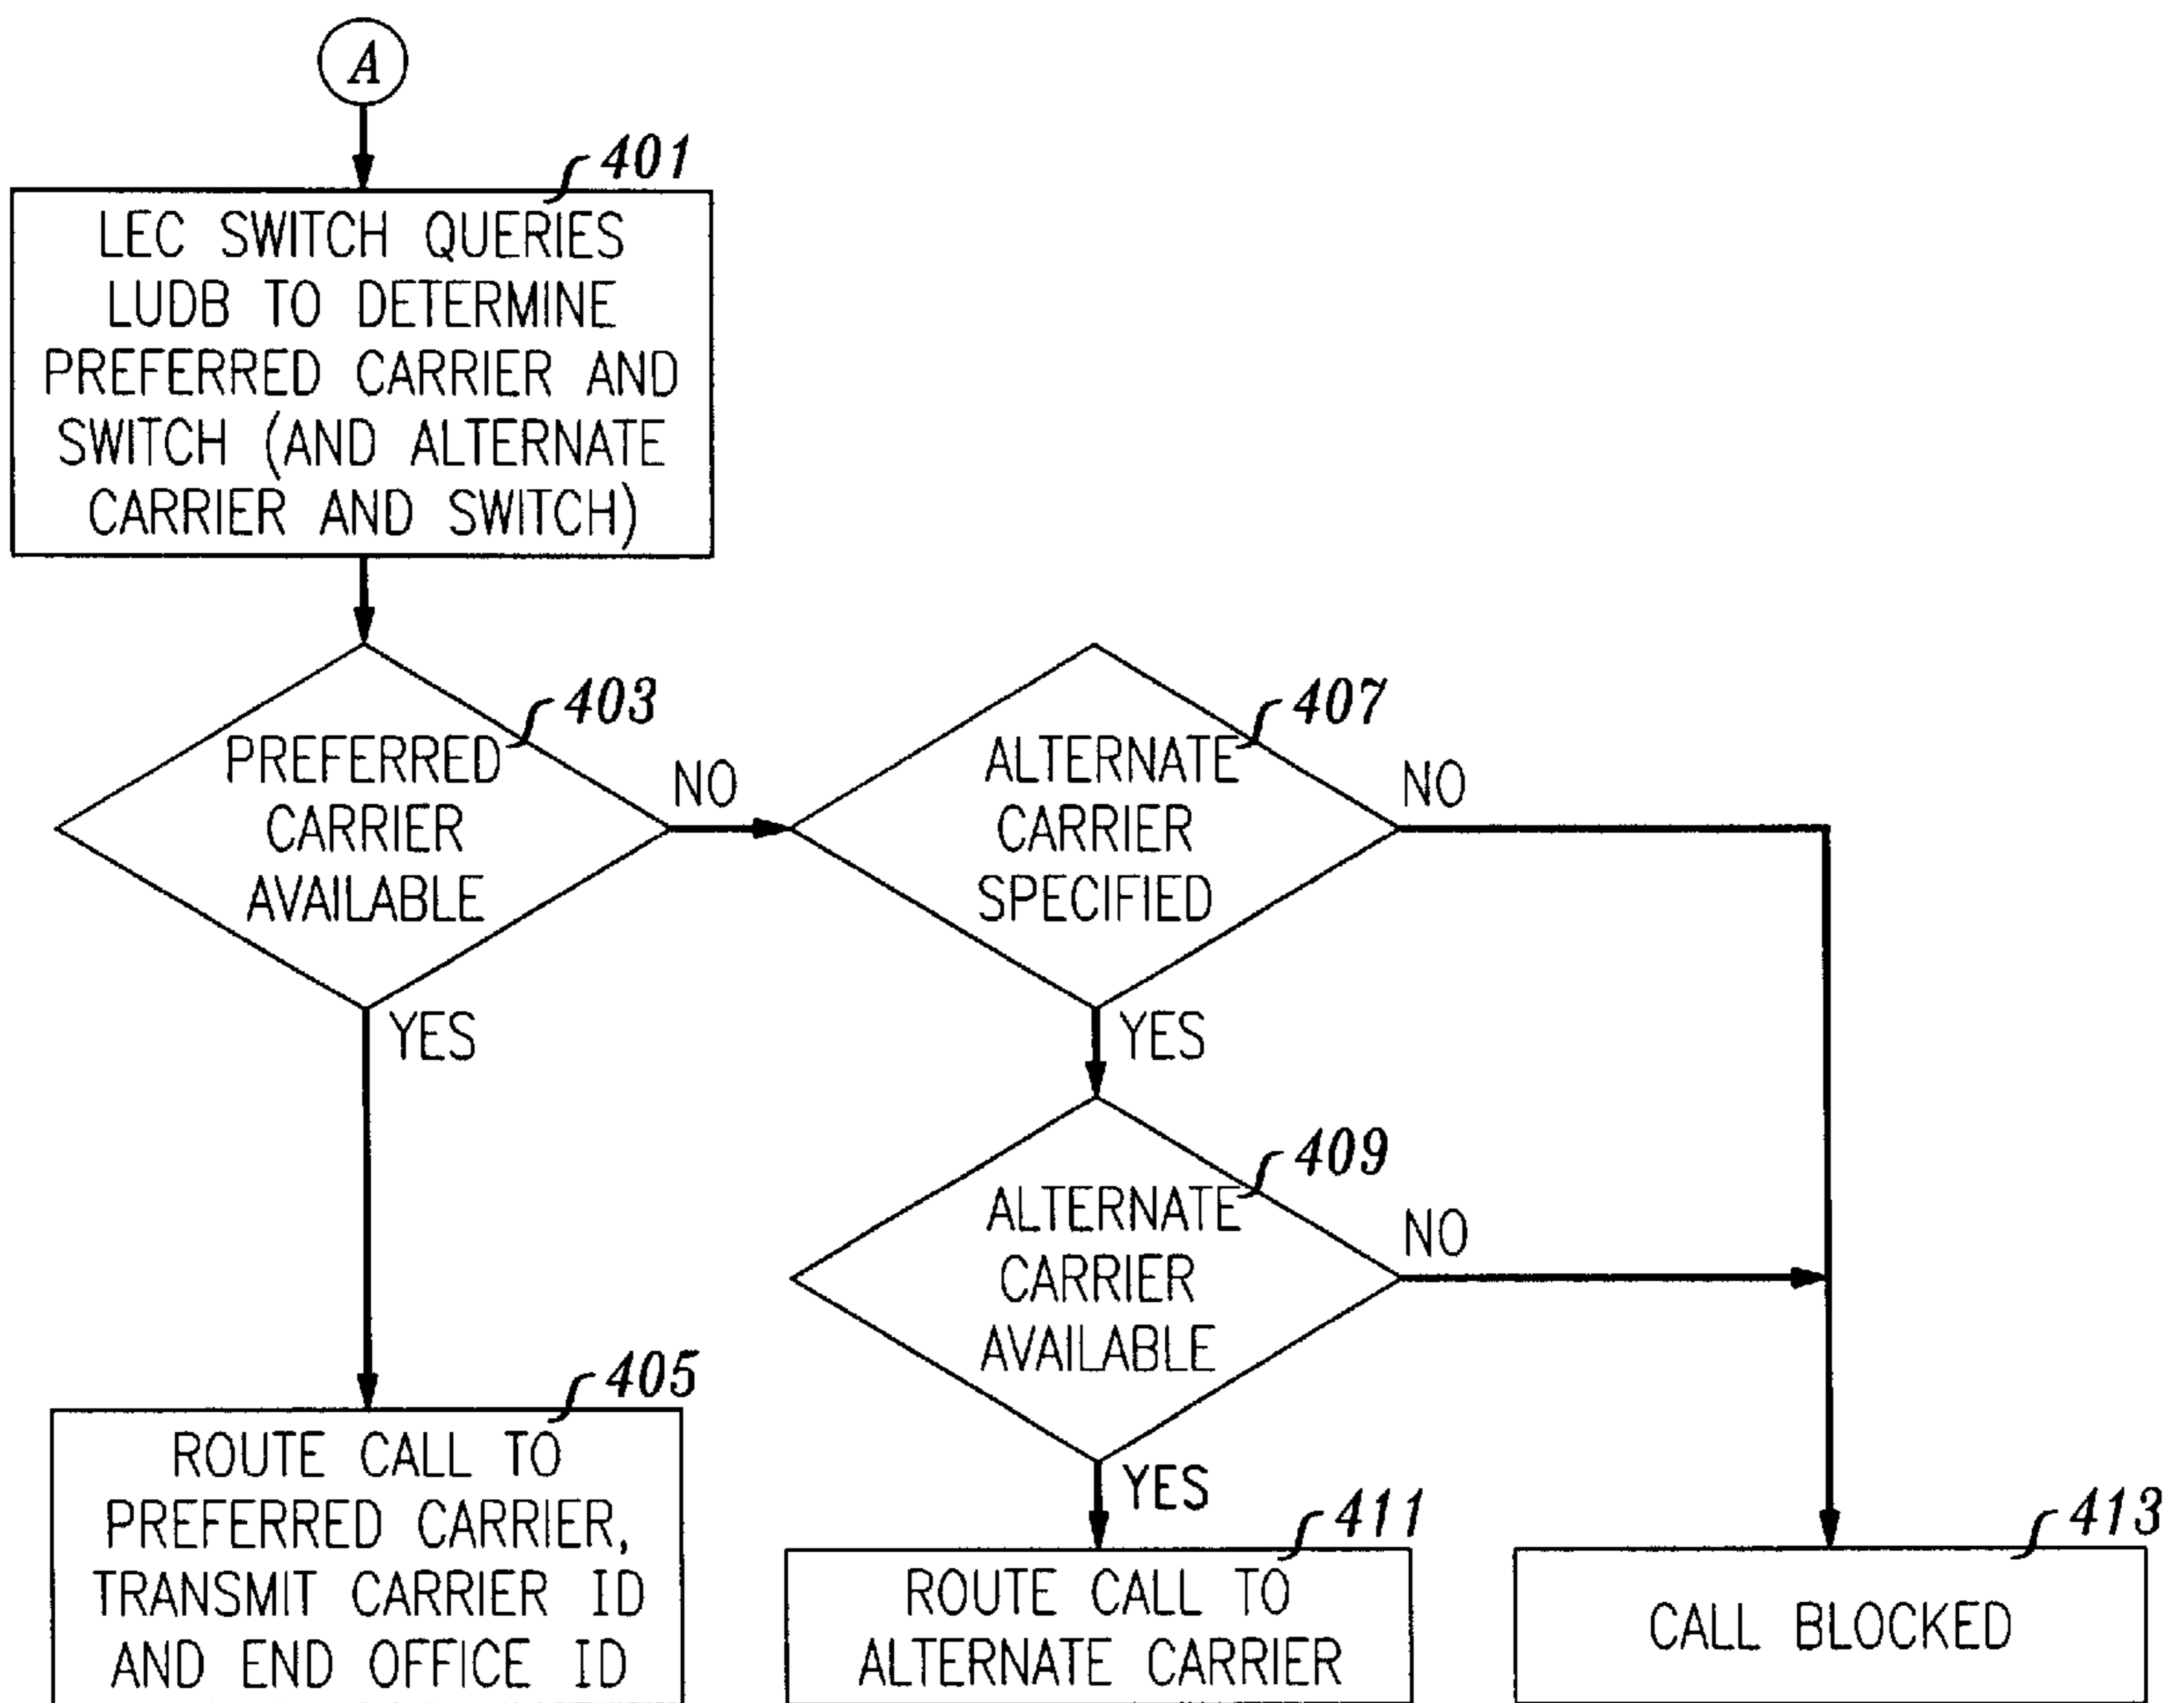 A
401
LEC SWITCH QUERIES
LUDB TO DETERMINE
PREFERRED CARRIER AND
SWITCH (AND ALTERNATE
CARRIER AND SWITCH)
403
PREFERRED
CARRIER
AVAILABLE
NO
YES
407
ALTERNATE
CARRIER
SPECIFIED
NO
YES
409
ALTERNATE
CARRIER
AVAILABLE
NO
YES
405
ROUTE CALL TO
PREFERRED CARRIER,
TRANSMIT CARRIER ID
AND END OFFICE ID
411
ROUTE CALL TO
ALTERNATE CARRIER
413
CALL BLOCKED